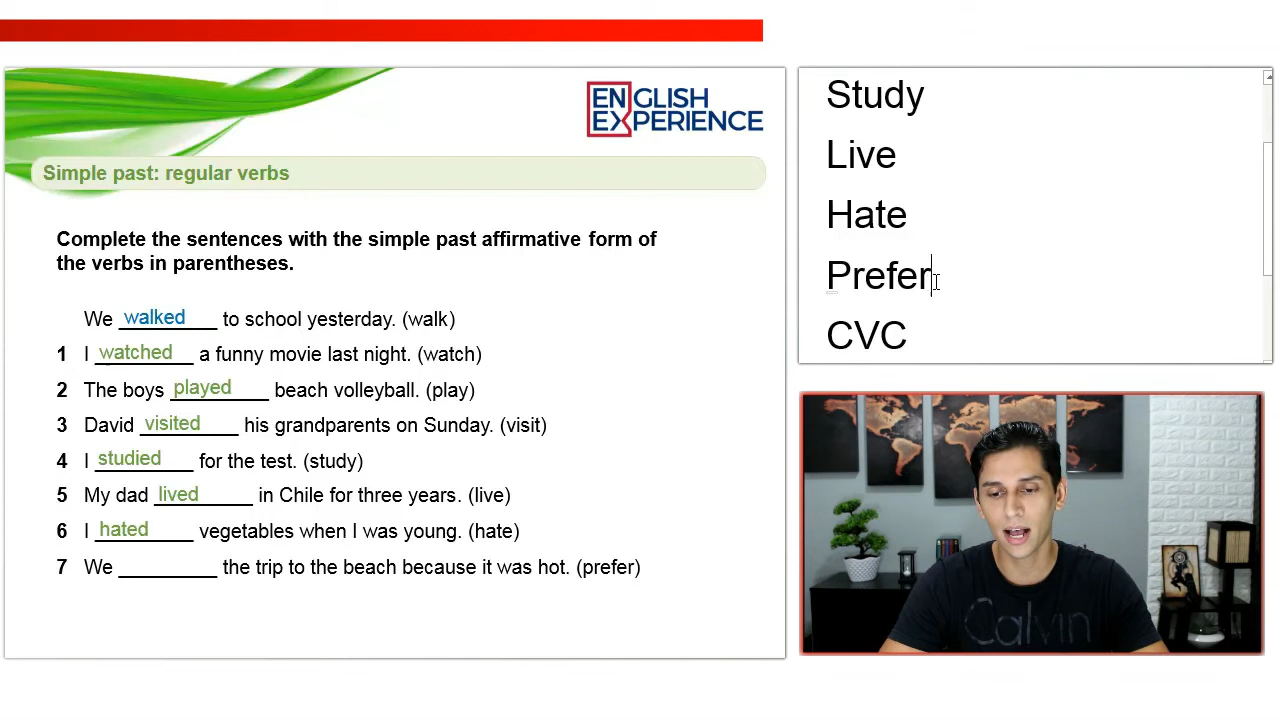 ENGLISH
EXPERIENCE
Simple past: regular verbs
Complete the sentences with the simple past affirmative form of
the verbs in parentheses.
We walked to school yesterday. (walk)
1 I watched a funny movie last night. (watch)
2 The boys played beach volleyball. (play)
3 David visited his grandparents on Sunday. (visit)
4 I studied for the test. (study)
5 My dad lived in Chile for three years. (live)
6 I hated vegetables when I was young. (hate)
7 We _________ the trip to the beach because it was hot. (prefer)
Study
Live
Hate
Prefer
CVC
Calvin